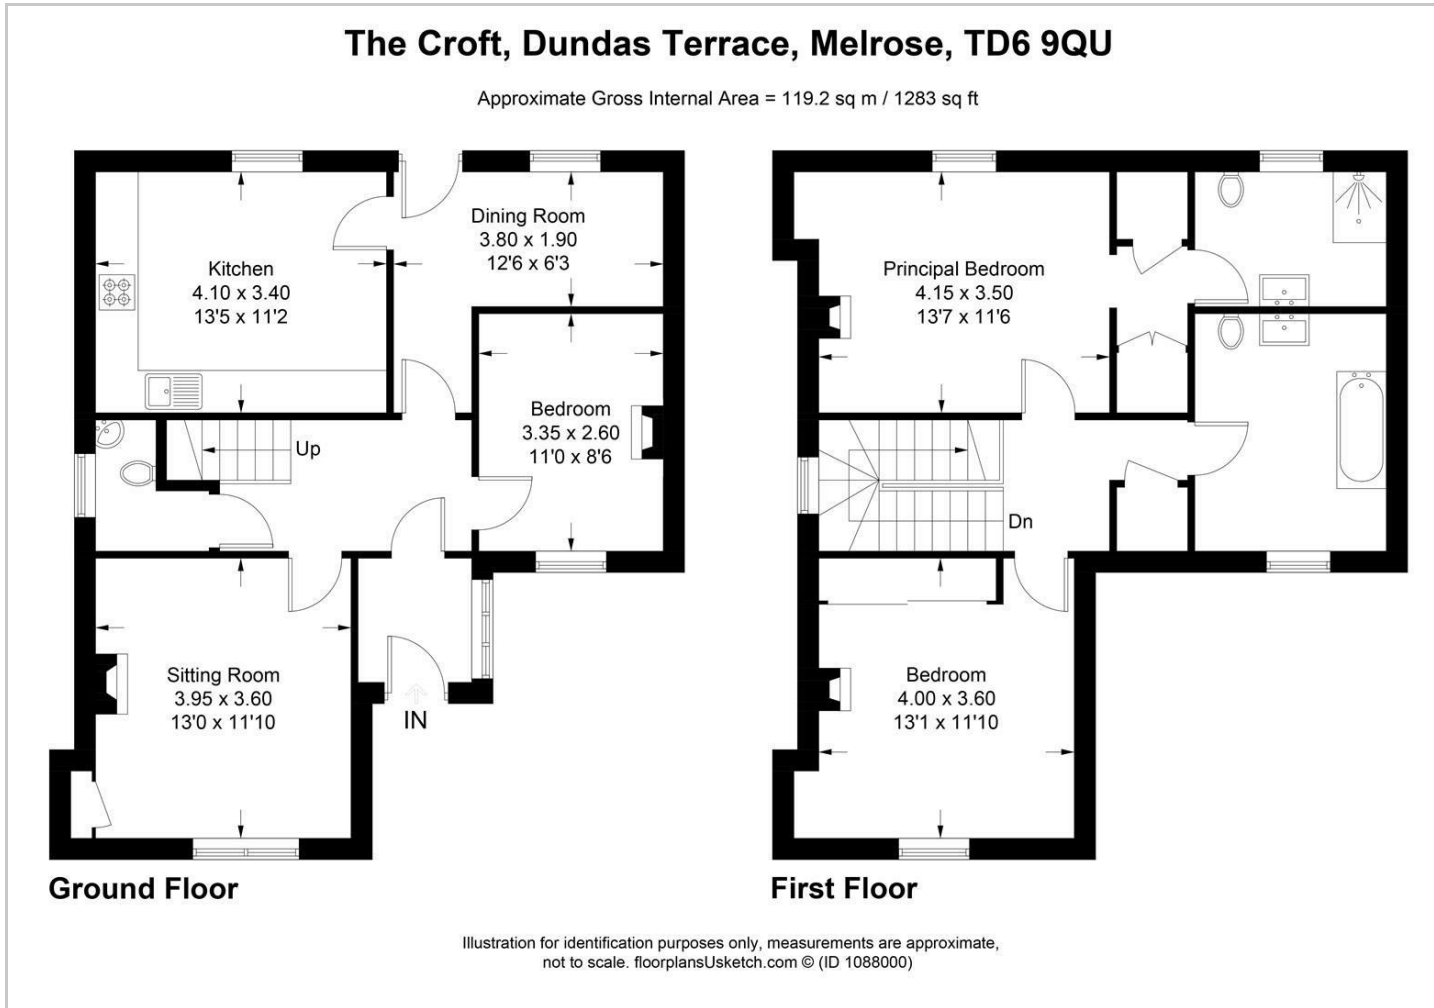 The Croft, Dundas Terrace, Melrose, TD6 9QU
Approximate Gross Internal Area = 119.2 sq m / 1283 sq ft
Kitchen
4.10 x 3.40
13'5 x 11'2
Dining Room
3.80 x 1.90
12'6 x 6'3
Up
Bedroom
3.35 x 2.60
11'0 x 8'6
Sitting Room
3.95 x 3.60
13'0 x 11'10
IN
Ground Floor
Principal Bedroom
4.15 x 3.50
13'7 x 11'6
Dn
Bedroom
4.00 x 3.60
13'1 x 11'10
First Floor
Illustration for identification purposes only, measurements are approximate,
not to scale. floorplansUsketch.com © (ID 1088000)